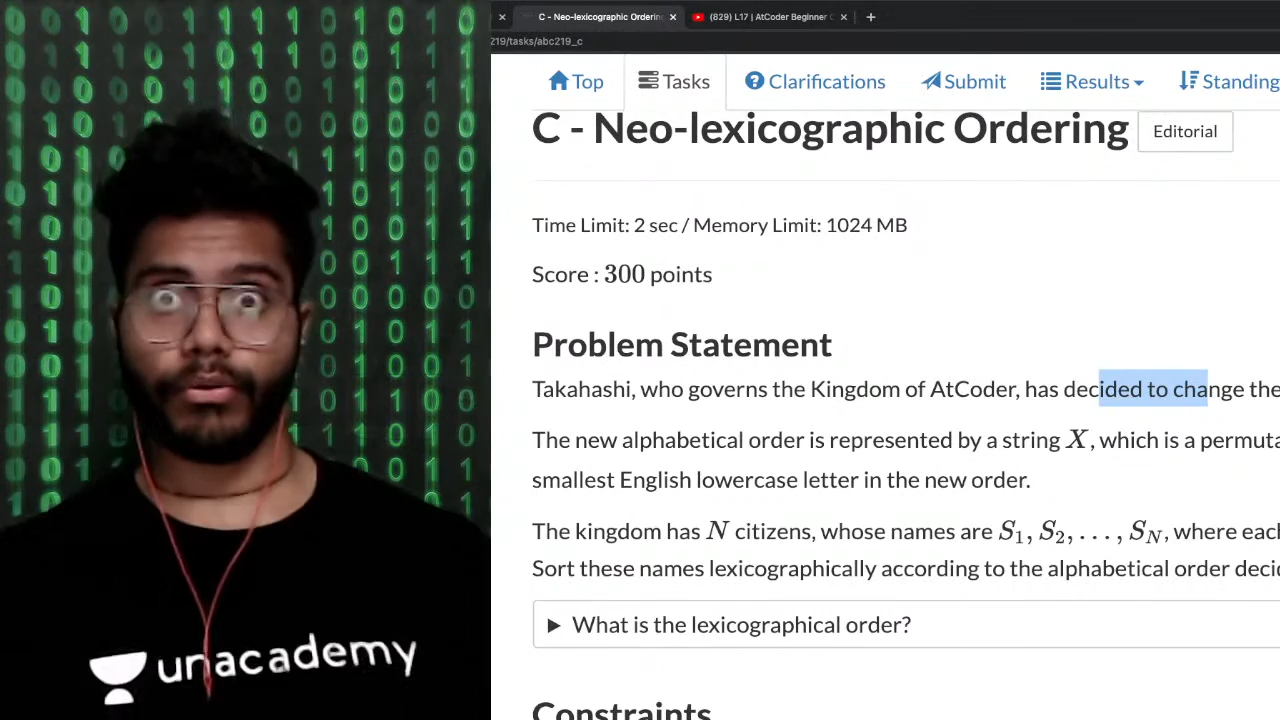 C - Neo-lexicographic Ordering
(829) L17 | AtCoder Beginner C
219/tasks/abc219_c
Top
Tasks
Clarifications
Submit
Results
Standing
C - Neo-lexicographic Ordering
Editorial
Time Limit: 2 sec / Memory Limit: 1024 MB
Score : 300 points
Problem Statement
Takahashi, who governs the Kingdom of AtCoder, has decided to change the
The new alphabetical order is represented by a string X, which is a permuta
smallest English lowercase letter in the new order.
The kingdom has N citizens, whose names are S₁, S₂, . . . , S_N, where each
Sort these names lexicographically according to the alphabetical order decid
▶ What is the lexicographical order?
Constraints
unacademy